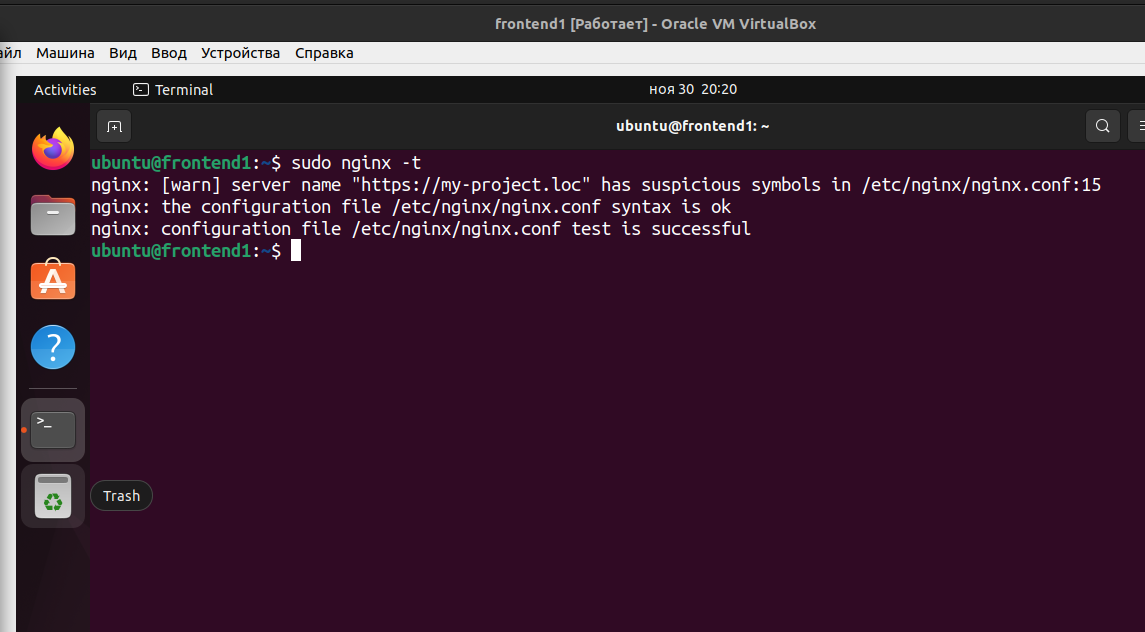 frontend1 [Работает] - Oracle VM VirtualBox
айл Машина Вид Ввод Устройства Справка
Activities Terminal ноя 30 20:20
ubuntu@frontend1: ~
ubuntu@frontend1:~$ sudo nginx -t
nginx: [warn] server name "https://my-project.loc" has suspicious symbols in /etc/nginx/nginx.conf:15
nginx: the configuration file /etc/nginx/nginx.conf syntax is ok
nginx: configuration file /etc/nginx/nginx.conf test is successful
ubuntu@frontend1:~$
Trash